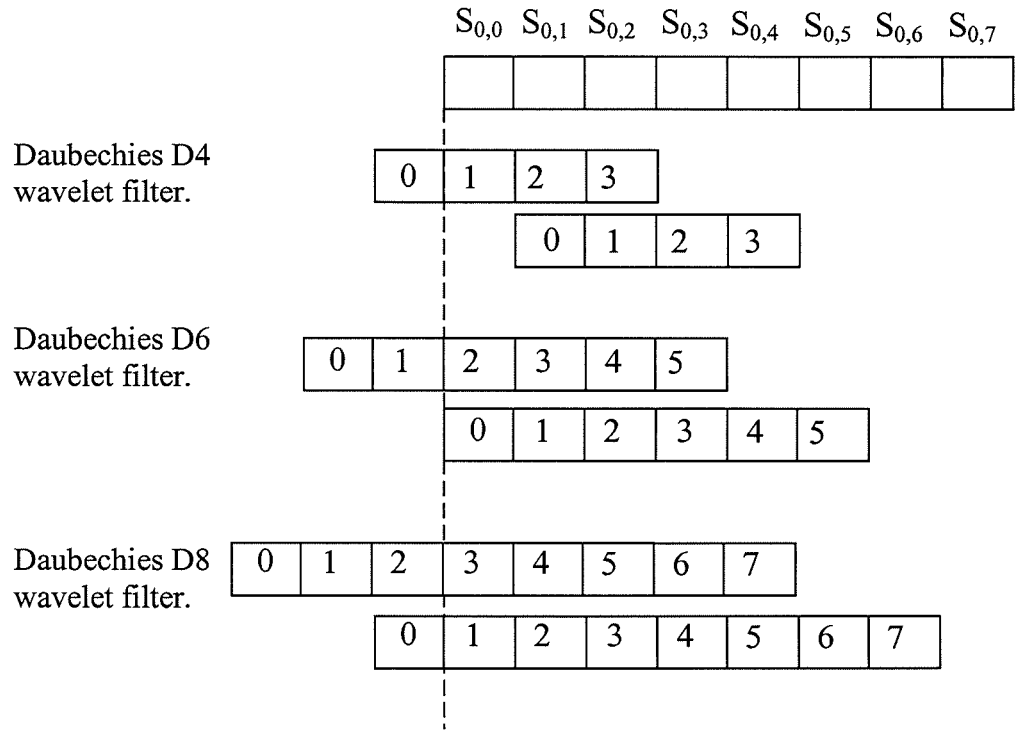 S0,0 S0,1 S0,2 S0,3 S0,4 S0,5 S0,6 S0,7
Daubechies D4
wavelet filter.
0 1 2 3
0 1 2 3
Daubechies D6
wavelet filter.
0 1 2 3 4 5
0 1 2 3 4 5
Daubechies D8
wavelet filter.
0 1 2 3 4 5 6 7
0 1 2 3 4 5 6 7